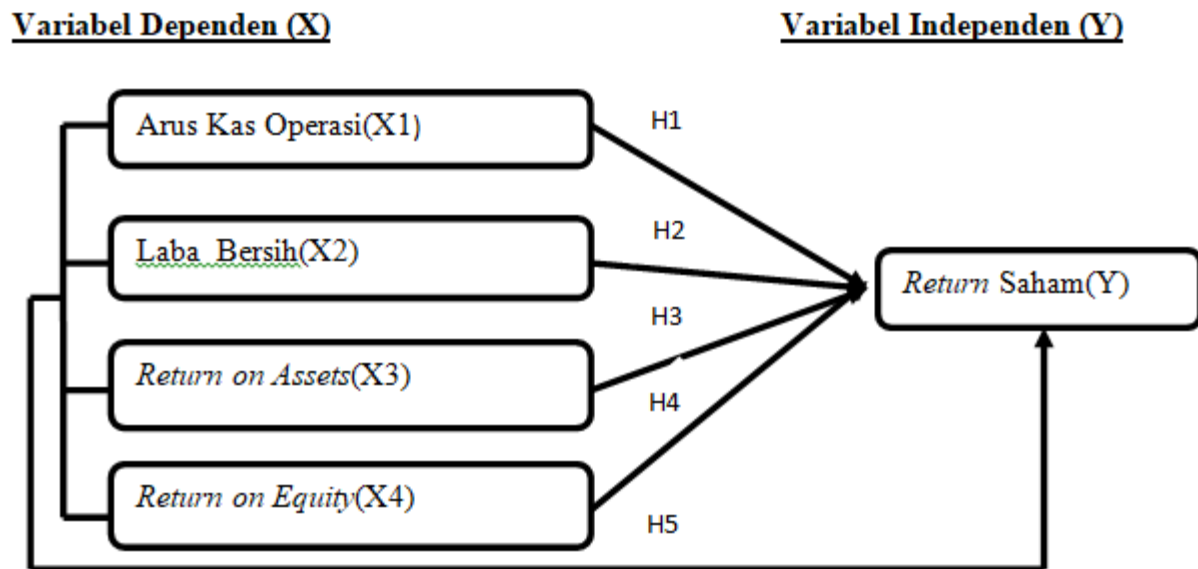 Variabel Dependen (X)
Variabel Independen (Y)
Arus Kas Operasi(X1)
H1
Laba Bersih(X2)
H2
Return Saham(Y)
H3
Return on Assets(X3)
H4
Return on Equity(X4)
H5